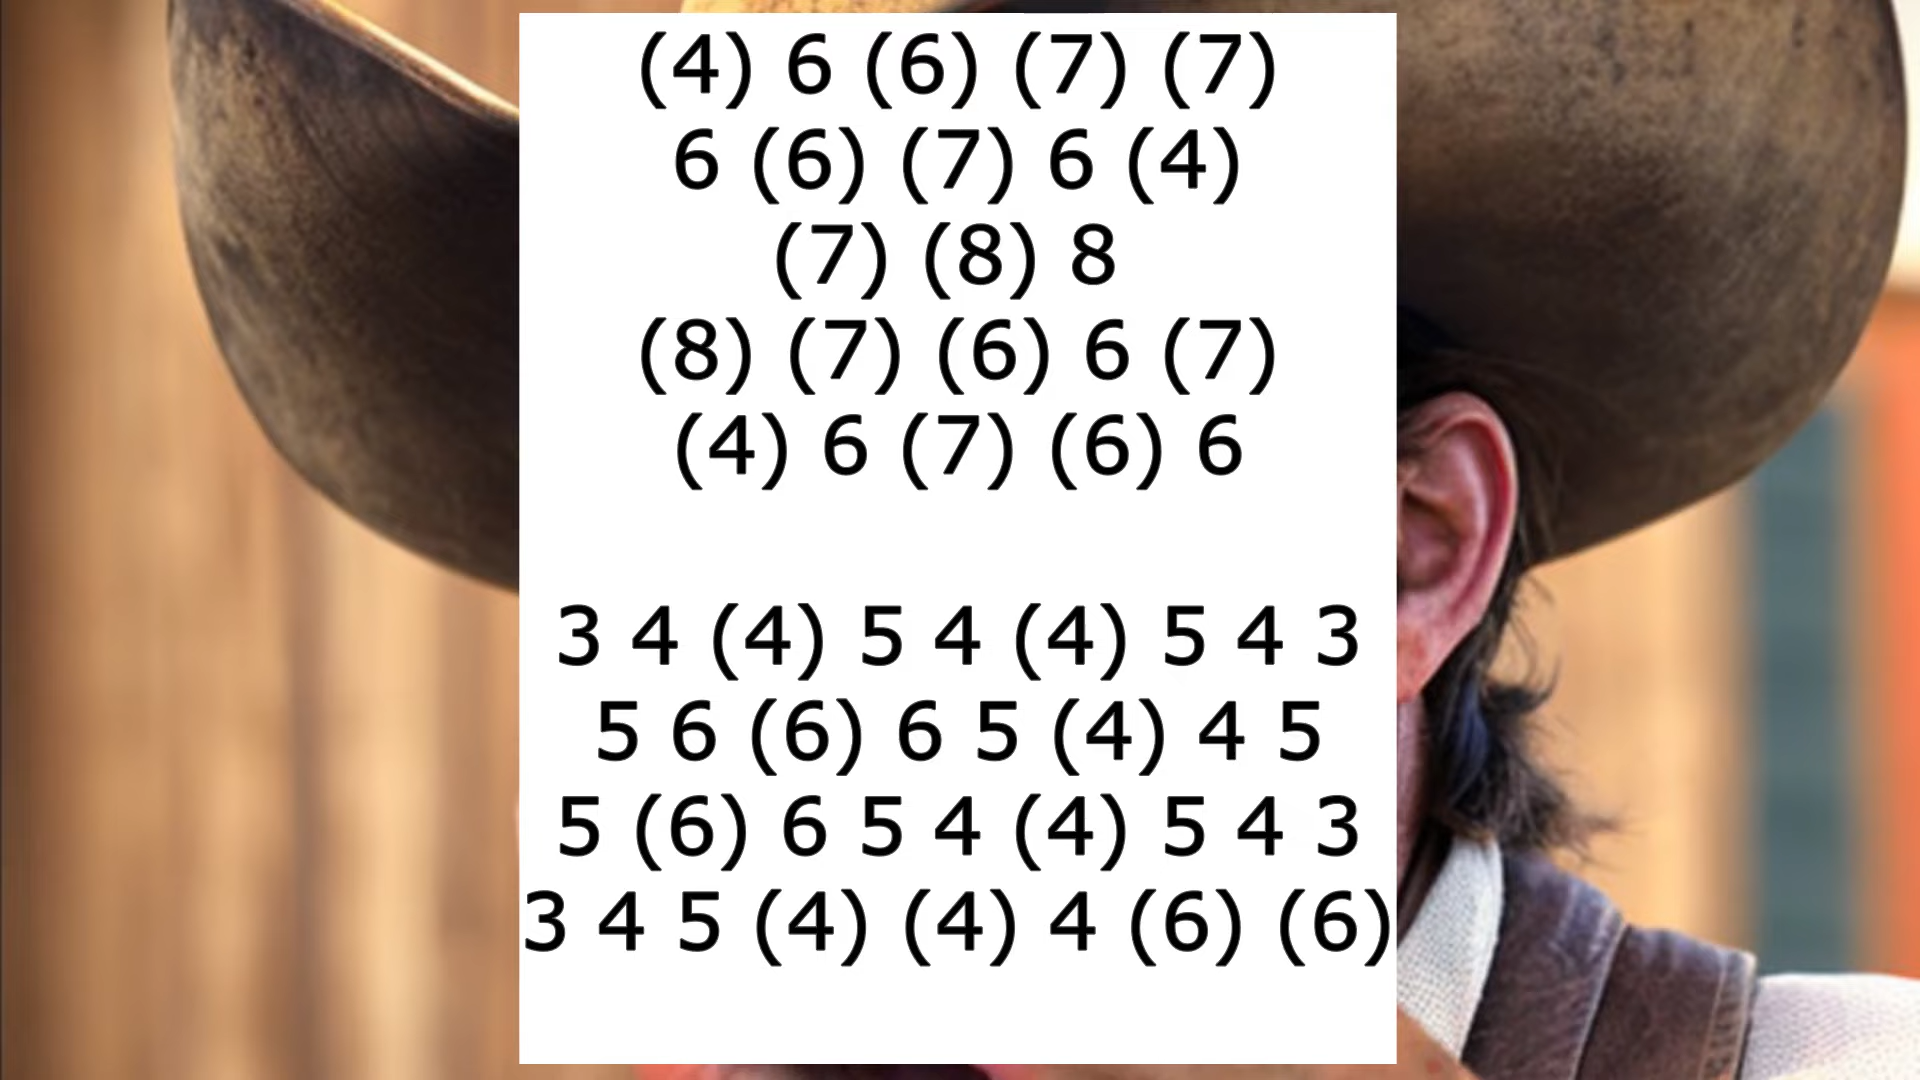 (4) 6 (6) (7) (7)
6 (6) (7) 6 (4)
(7) (8) 8
(8) (7) (6) 6 (7)
(4) 6 (7) (6) 6
3 4 (4) 5 4 (4) 5 4 3
5 6 (6) 6 5 (4) 4 5
5 (6) 6 5 4 (4) 5 4 3
3 4 5 (4) (4) 4 (6) (6)